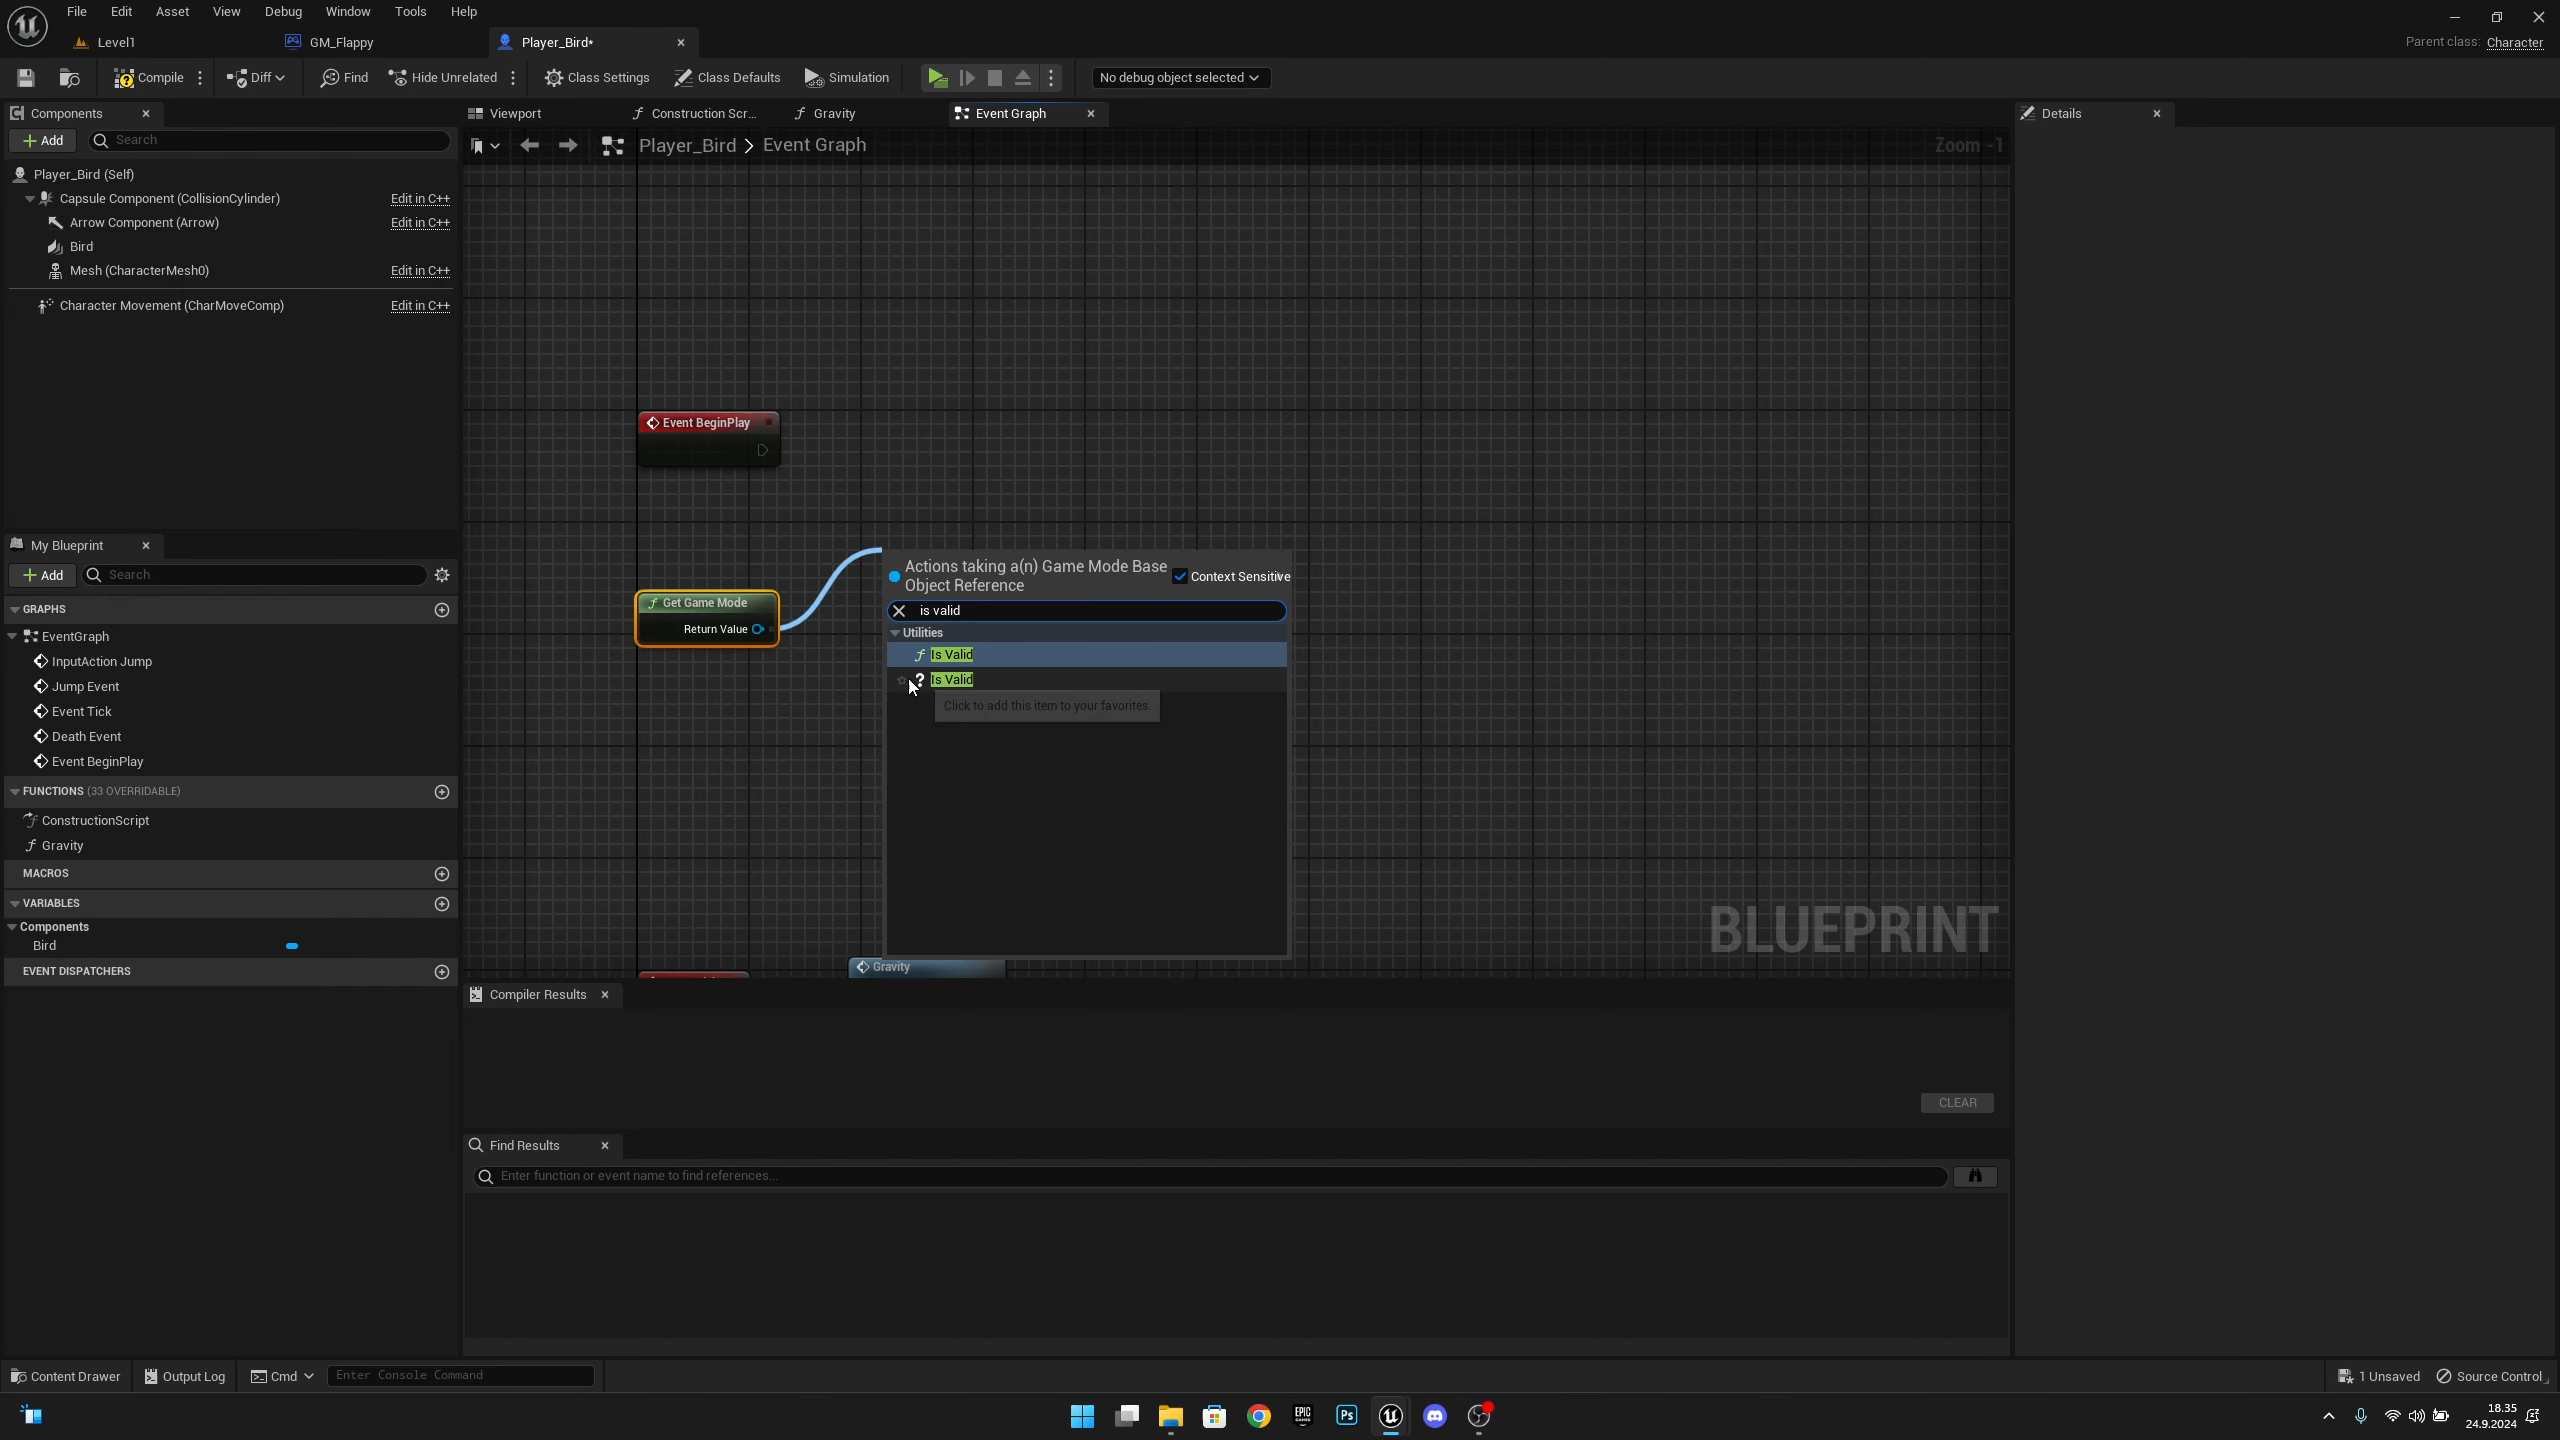 File Edit Asset View Debug Window Tools Help
Level1 GM_Flappy Player_Bird*
Parent class: Character
Compile Diff Find Hide Unrelated Class Settings Class Defaults Simulation No debug object selected
Components
Viewport Construction Scr... Gravity Event Graph
Details
Add Search
Player_Bird > Event Graph
Zoom -1
Player_Bird (Self)
Capsule Component (CollisionCylinder) Edit in C++
Arrow Component (Arrow) Edit in C++
Bird
Mesh (CharacterMesh0) Edit in C++
Character Movement (CharMoveComp) Edit in C++
Event BeginPlay
My Blueprint
Add Search
GRAPHS
EventGraph
InputAction Jump
Jump Event
Event Tick
Death Event
Event BeginPlay
FUNCTIONS (33 OVERRIDABLE)
ConstructionScript
Gravity
MACROS
VARIABLES
Components
Bird
EVENT DISPATCHERS
Get Game Mode
Return Value
Actions taking a(n) Game Mode Base
Object Reference
Context Sensitive
is valid
Utilities
Is Valid
Is Valid
Click to add this item to your favorites.
Gravity
BLUEPRINT
Compiler Results
CLEAR
Find Results
Enter function or event name to find references...
Content Drawer Output Log Cmd Enter Console Command
1 Unsaved Source Control
EPIC GAMES
Ps
18.35
24.9.2024